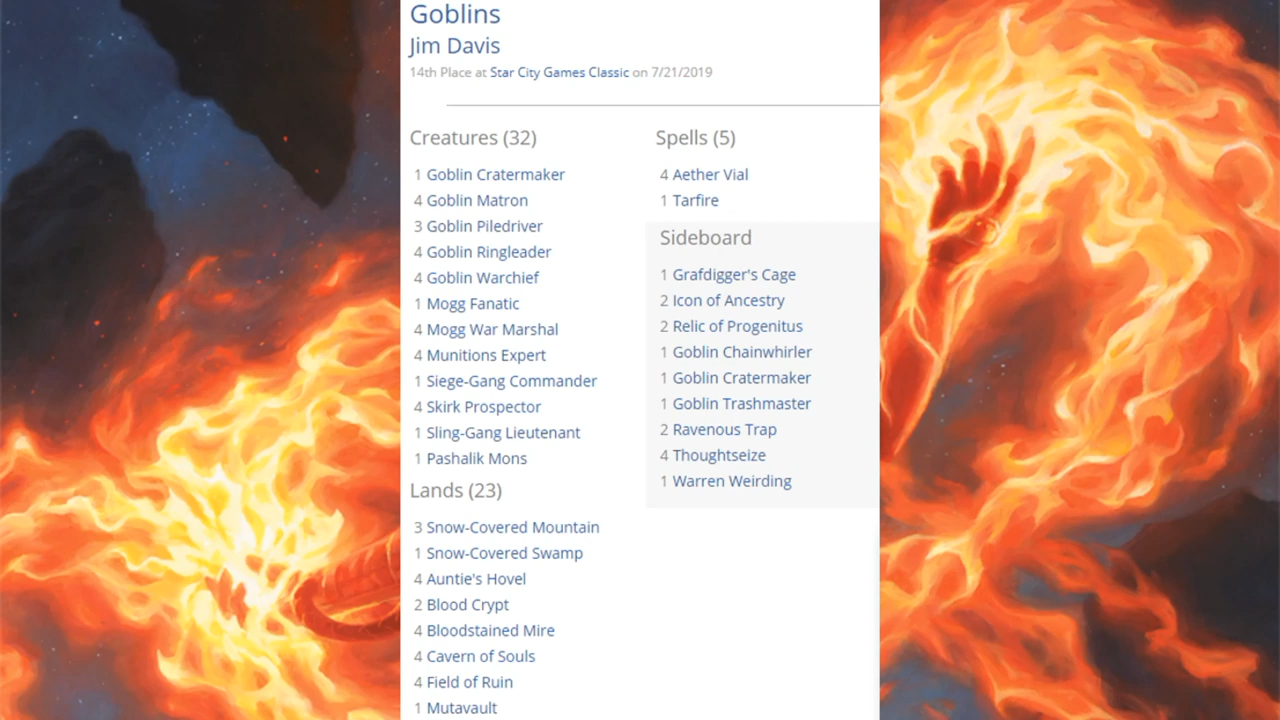 Goblins
Jim Davis
14th Place at Star City Games Classic on 7/21/2019
Creatures (32)
1 Goblin Cratermaker
4 Goblin Matron
3 Goblin Piledriver
4 Goblin Ringleader
4 Goblin Warchief
1 Mogg Fanatic
4 Mogg War Marshal
4 Munitions Expert
1 Siege-Gang Commander
4 Skirk Prospector
1 Sling-Gang Lieutenant
1 Pashalik Mons
Lands (23)
3 Snow-Covered Mountain
1 Snow-Covered Swamp
4 Auntie's Hovel
2 Blood Crypt
4 Bloodstained Mire
4 Cavern of Souls
4 Field of Ruin
1 Mutavault
Spells (5)
4 Aether Vial
1 Tarfire
Sideboard
1 Grafdigger's Cage
2 Icon of Ancestry
2 Relic of Progenitus
1 Goblin Chainwhirler
1 Goblin Cratermaker
1 Goblin Trashmaster
2 Ravenous Trap
4 Thoughtseize
1 Warren Weirding